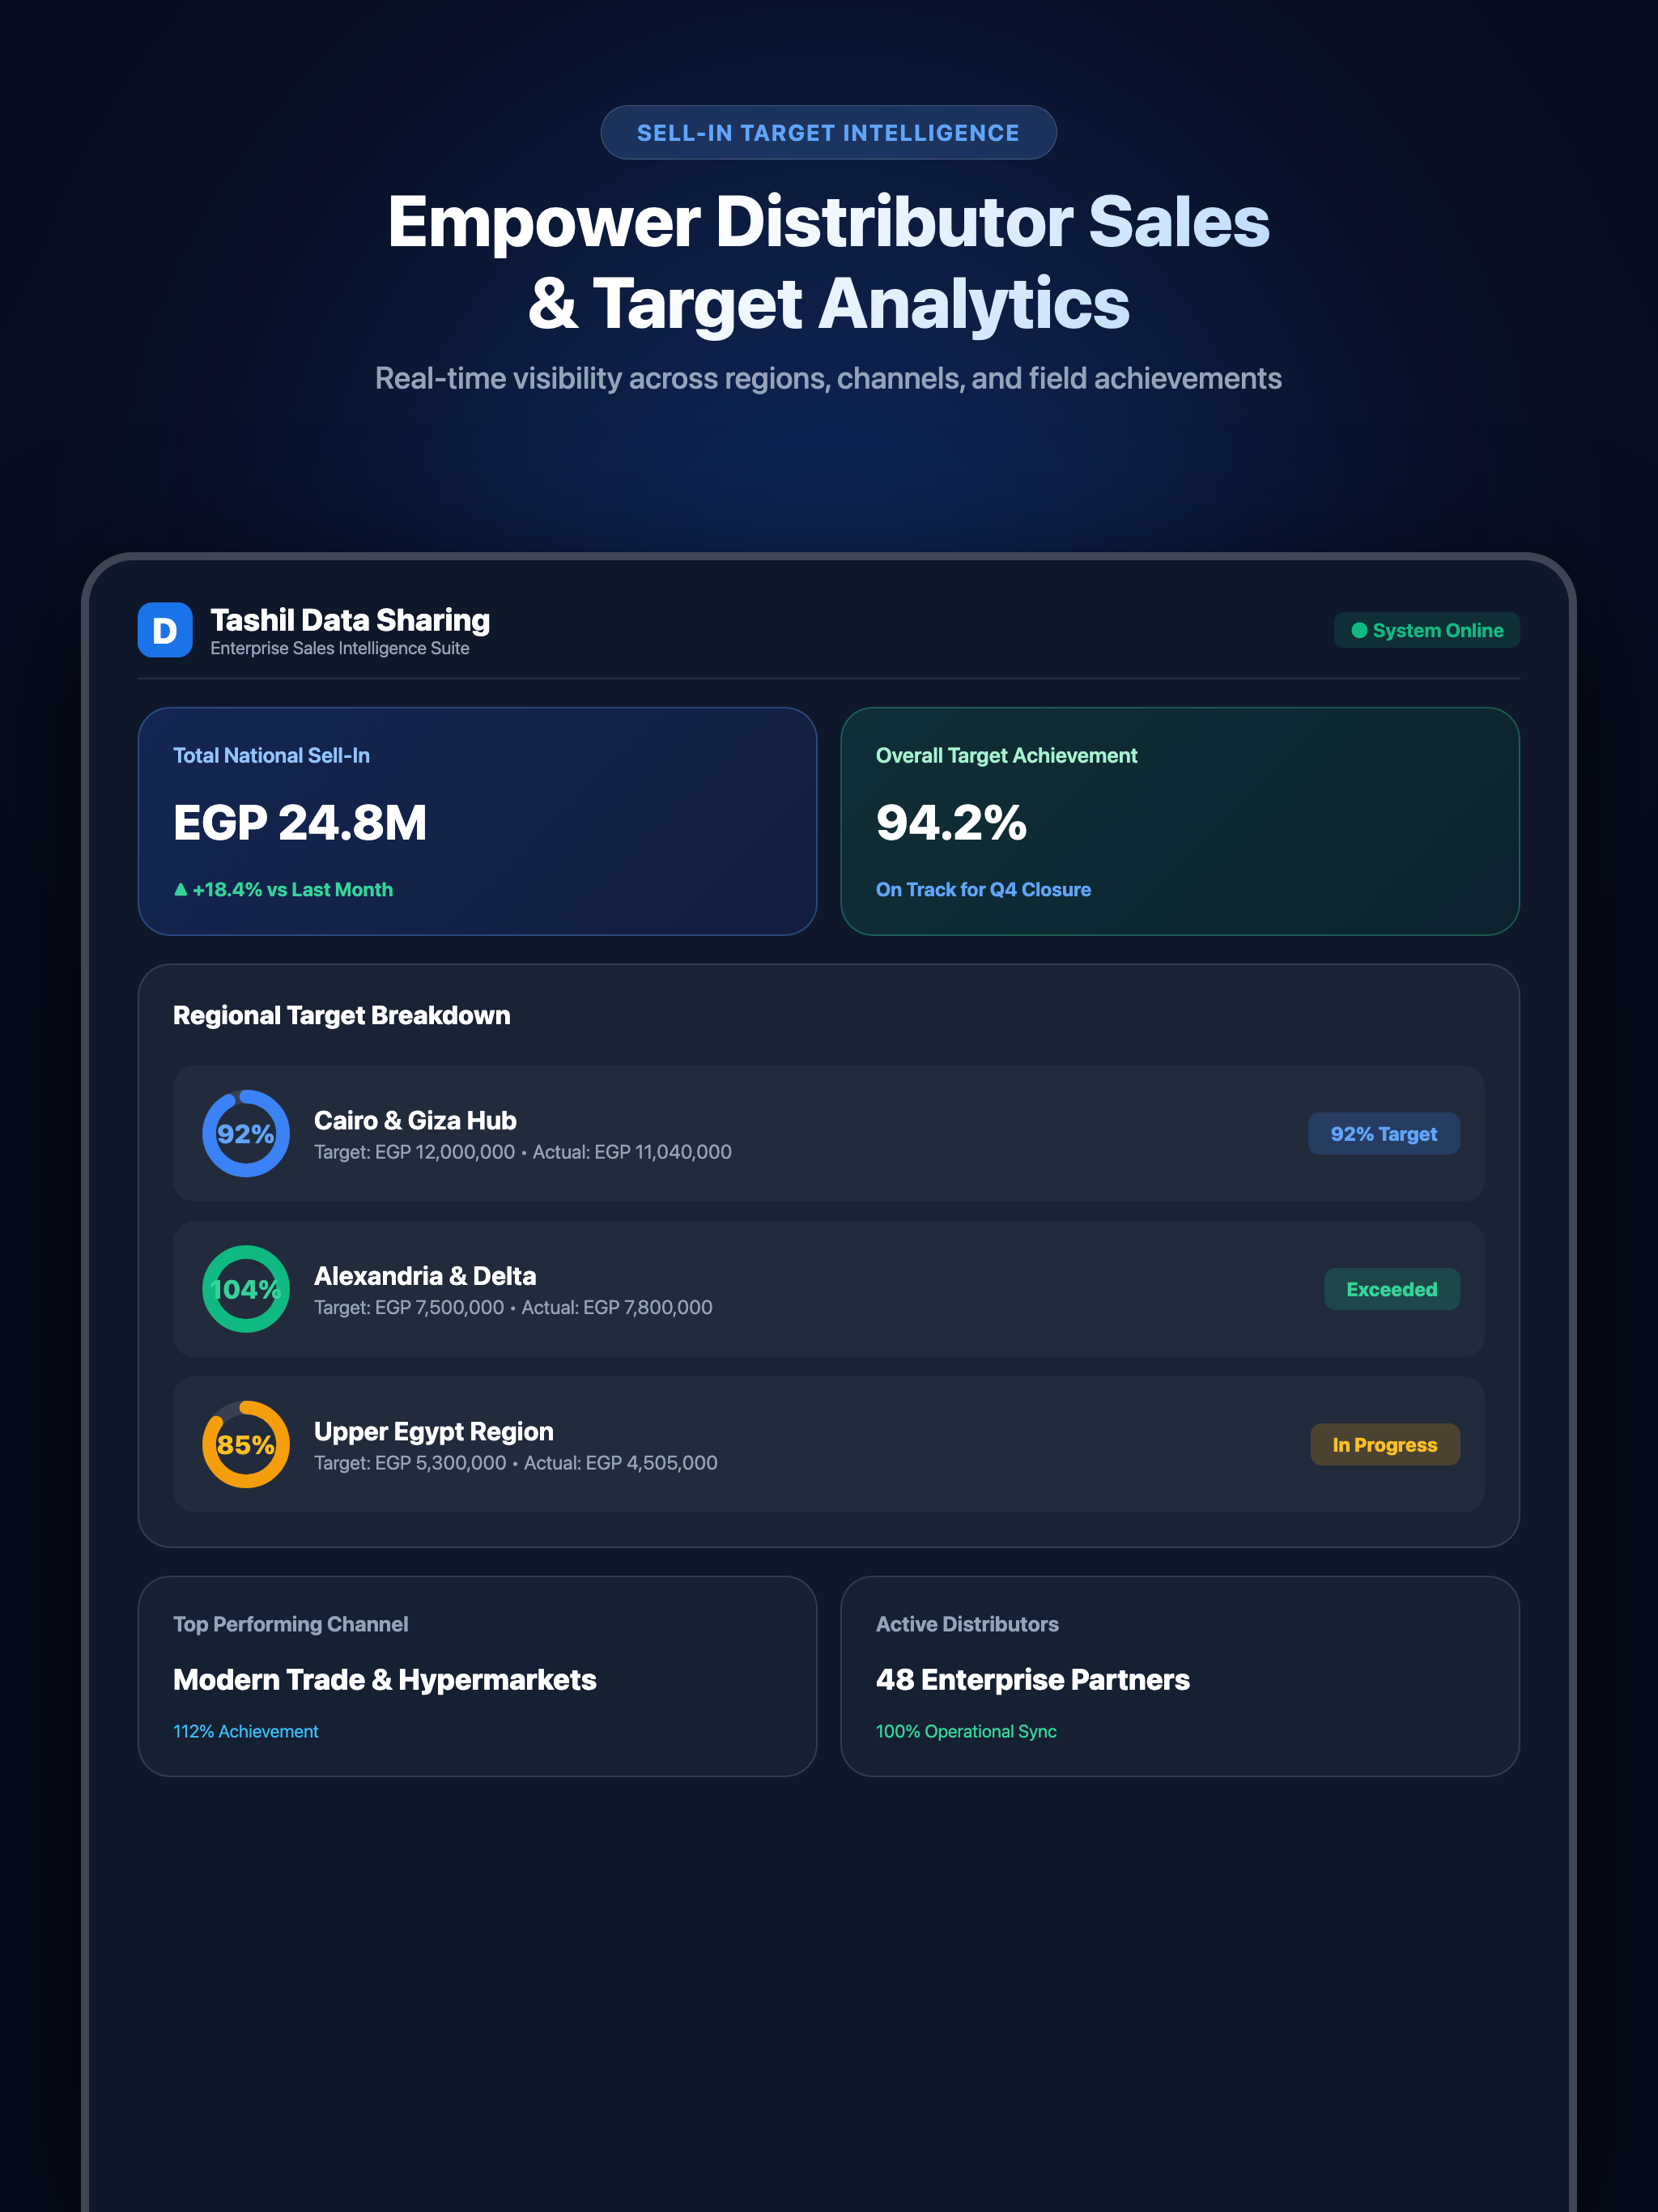 SELL-IN TARGET INTELLIGENCE
Empower Distributor Sales
& Target Analytics
Real-time visibility across regions, channels, and field achievements
D
Tashil Data Sharing
Enterprise Sales Intelligence Suite
System Online
Total National Sell-In
EGP 24.8M
▲ +18.4% vs Last Month
Overall Target Achievement
94.2%
On Track for Q4 Closure
Regional Target Breakdown
92%
Cairo & Giza Hub
Target: EGP 12,000,000 • Actual: EGP 11,040,000
92% Target
104%
Alexandria & Delta
Target: EGP 7,500,000 • Actual: EGP 7,800,000
Exceeded
85%
Upper Egypt Region
Target: EGP 5,300,000 • Actual: EGP 4,505,000
In Progress
Top Performing Channel
Modern Trade & Hypermarkets
112% Achievement
Active Distributors
48 Enterprise Partners
100% Operational Sync